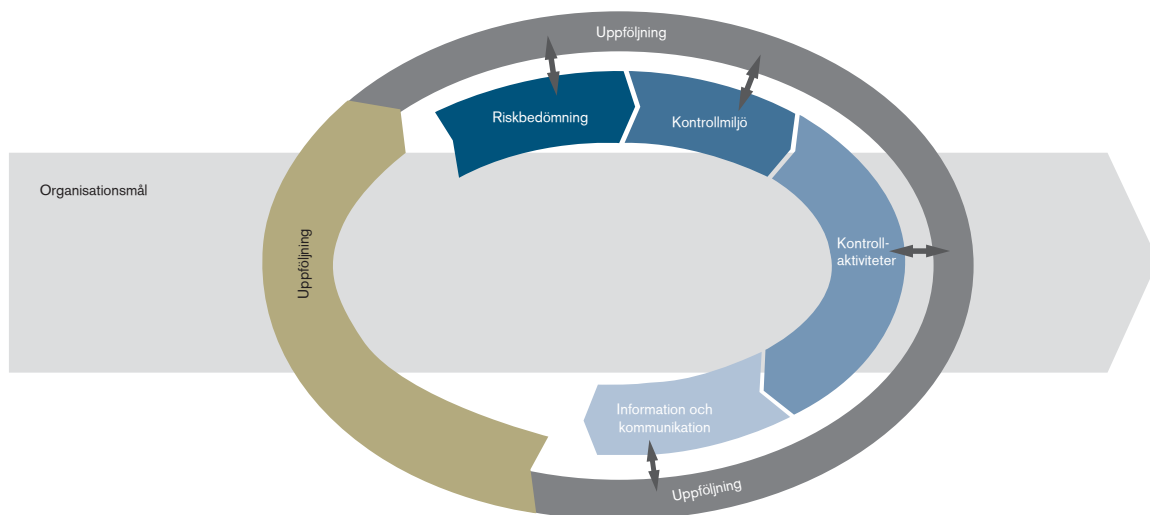 Uppföljning
Riskbedömning
Kontrollmiljö
Organisationsmål
Kontroll-
aktiviteter
Uppföljning
Information och
kommunikation
Uppföljning